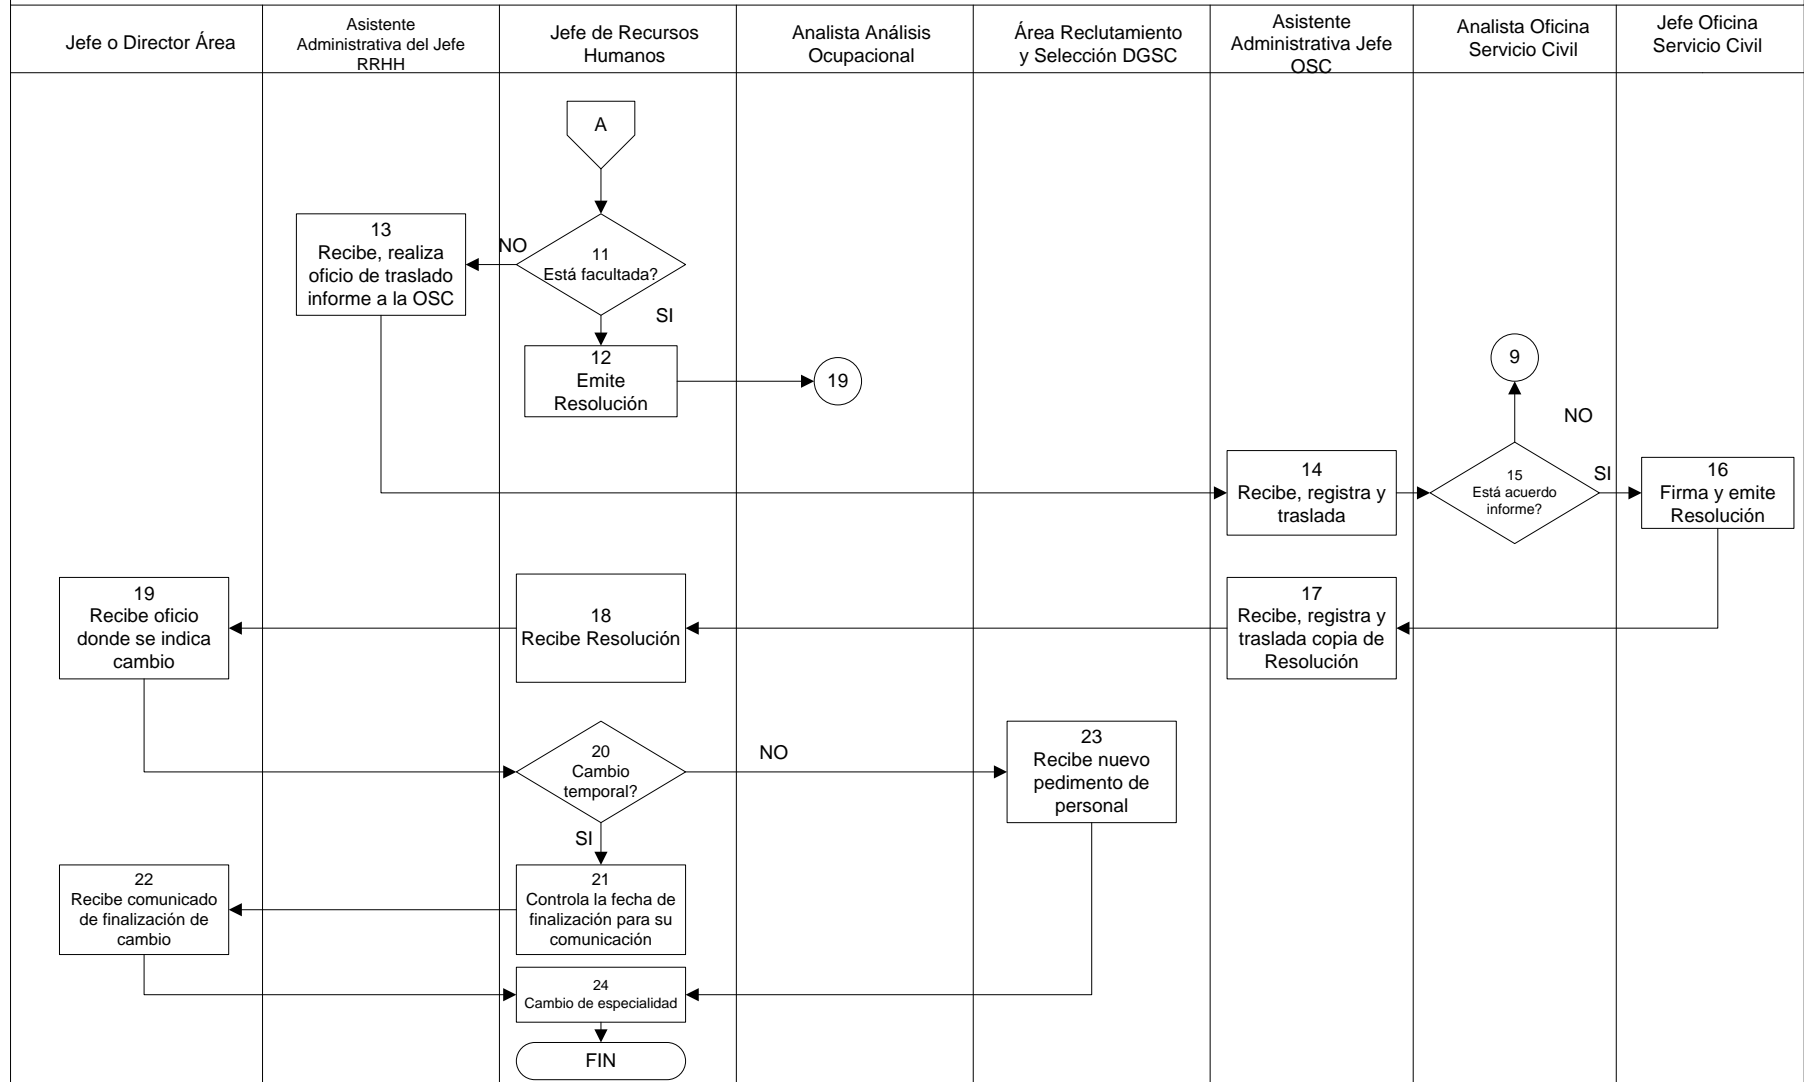 Jefe o Director Área
Asistente
Administrativa del Jefe
RRHH
Jefe de Recursos
Humanos
Analista Análisis
Ocupacional
Área Reclutamiento
y Selección DGSC
Asistente
Administrativa Jefe
OSC
Analista Oficina
Servicio Civil
Jefe Oficina
Servicio Civil
A
13
Recibe, realiza
oficio de traslado
informe a la OSC
NO
11
Está facultada?
SI
12
Emite
Resolución
19
9
NO
14
Recibe, registra y
traslada
15
Está acuerdo
informe?
SI
16
Firma y emite
Resolución
19
Recibe oficio
donde se indica
cambio
18
Recibe Resolución
17
Recibe, registra y
traslada copia de
Resolución
20
Cambio
temporal?
NO
23
Recibe nuevo
pedimento de
personal
SI
22
Recibe comunicado
de finalización de
cambio
21
Controla la fecha de
finalización para su
comunicación
24
Cambio de especialidad
FIN